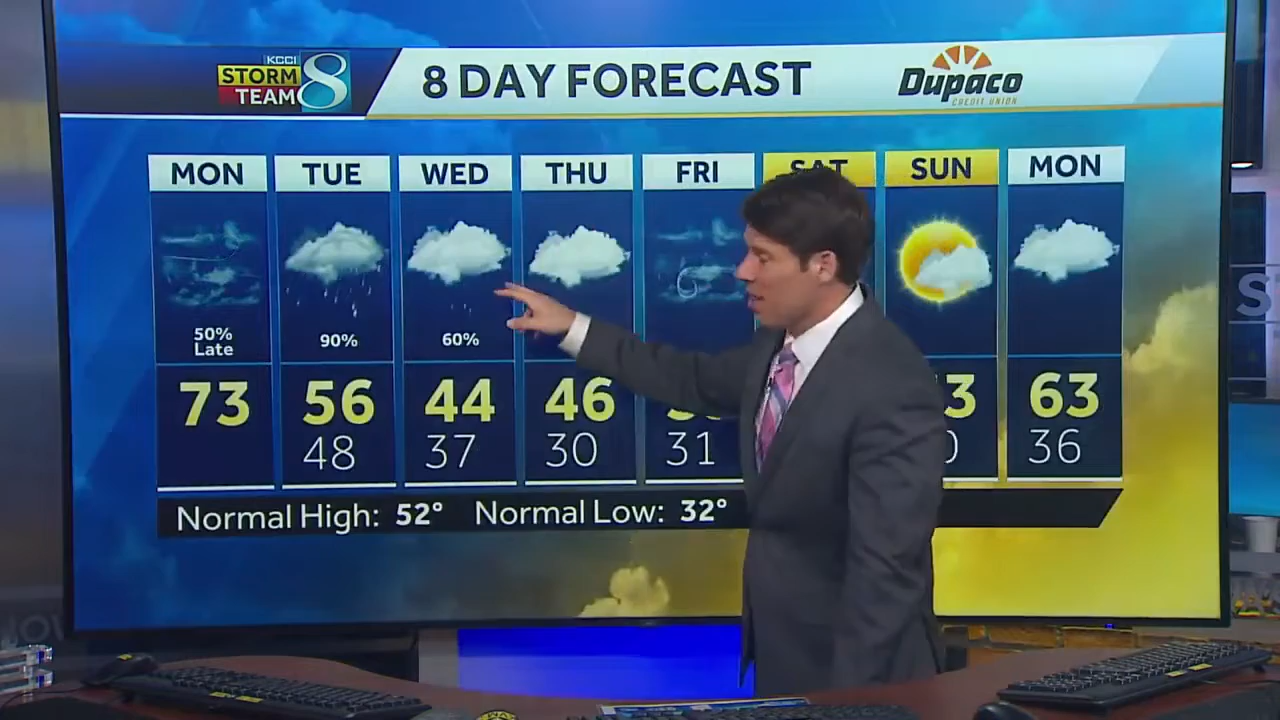 KCCI
STORM
TEAM 8
8 DAY FORECAST
Dupaco
CREDIT UNION
MON TUE WED THU FRI SAT SUN MON
50%
Late
90%
60%
73 56 44 46 63
48 37 30 31 36
Normal High: 52° Normal Low: 32°